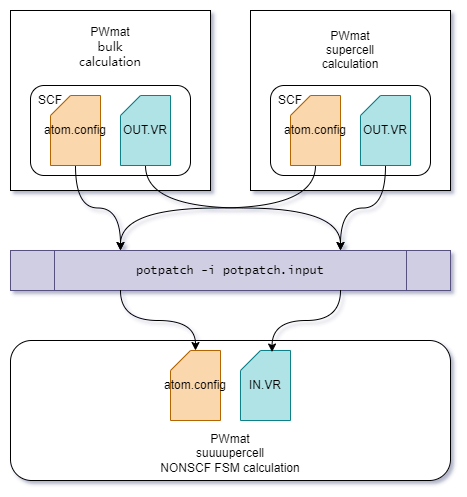 PWmat
bulk
calculation
SCF
atom.config
OUT.VR
PWmat
supercell
calculation
SCF
atom.config
OUT.VR
potpatch -i potpatch.input
atom.config
IN.VR
PWmat
suuuupercell
NONSCF FSM calculation